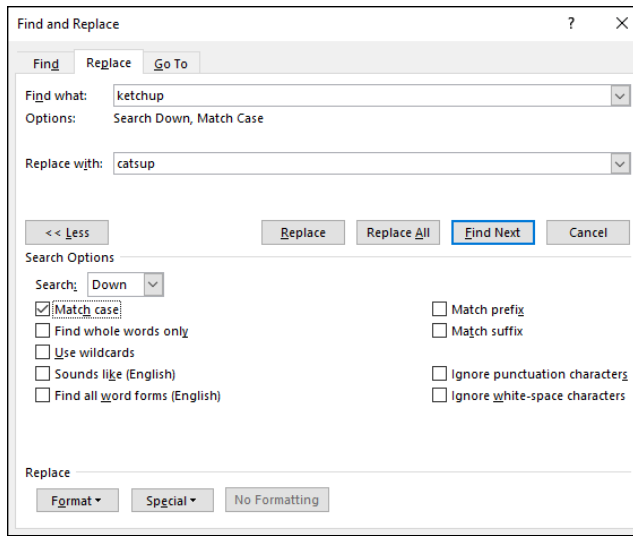 Find and Replace ? ×
Find Replace Go To
Find what: ketchup
Options: Search Down, Match Case
Replace with: catsup
<< Less Replace Replace All Find Next Cancel
Search Options
Search: Down
Match case Match prefix
Find whole words only Match suffix
Use wildcards
Sounds like (English) Ignore punctuation characters
Find all word forms (English) Ignore white-space characters
Replace
Format Special No Formatting